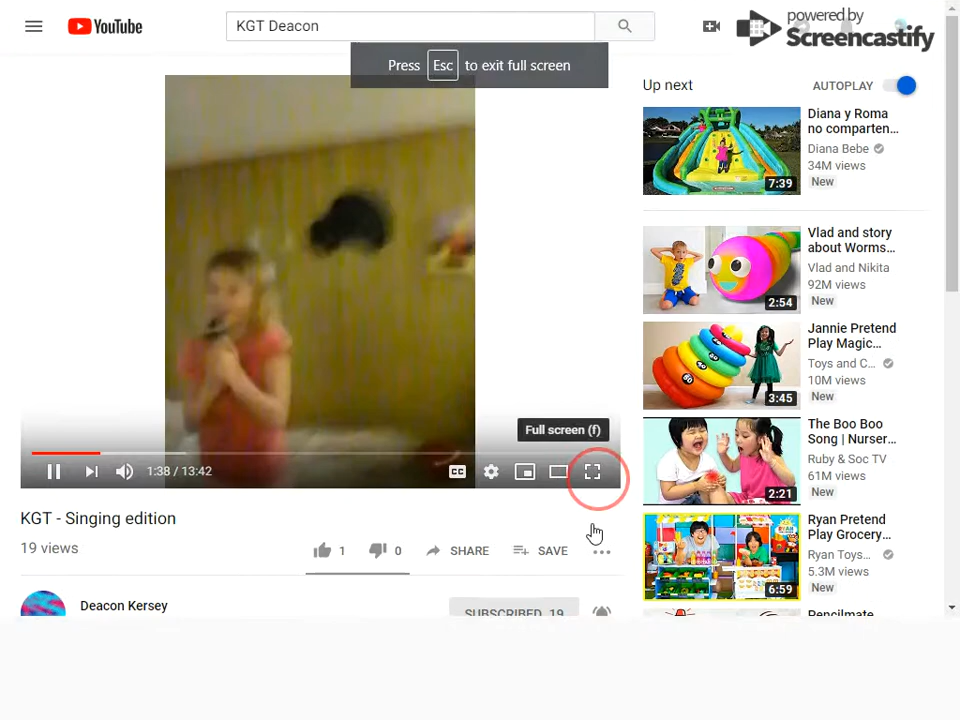 YouTube
KGT Deacon
powered by
Screencastify
Press Esc to exit full screen
Up next
AUTOPLAY
Diana y Roma
no comparten...
Diana Bebe
34M views
New
7:39
Vlad and story
about Worms...
Vlad and Nikita
92M views
New
2:54
Jannie Pretend
Play Magic...
Toys and C...
10M views
New
3:45
The Boo Boo
Song | Nurser...
Ruby & Soc TV
61M views
New
2:21
Ryan Pretend
Play Grocery...
Ryan Toys...
5.3M views
New
6:59
Pencilmate
Full screen (f)
1:38 / 13:42
CC
KGT - Singing edition
19 views
1
0
SHARE
SAVE
Deacon Kersey
SUBSCRIBED 19